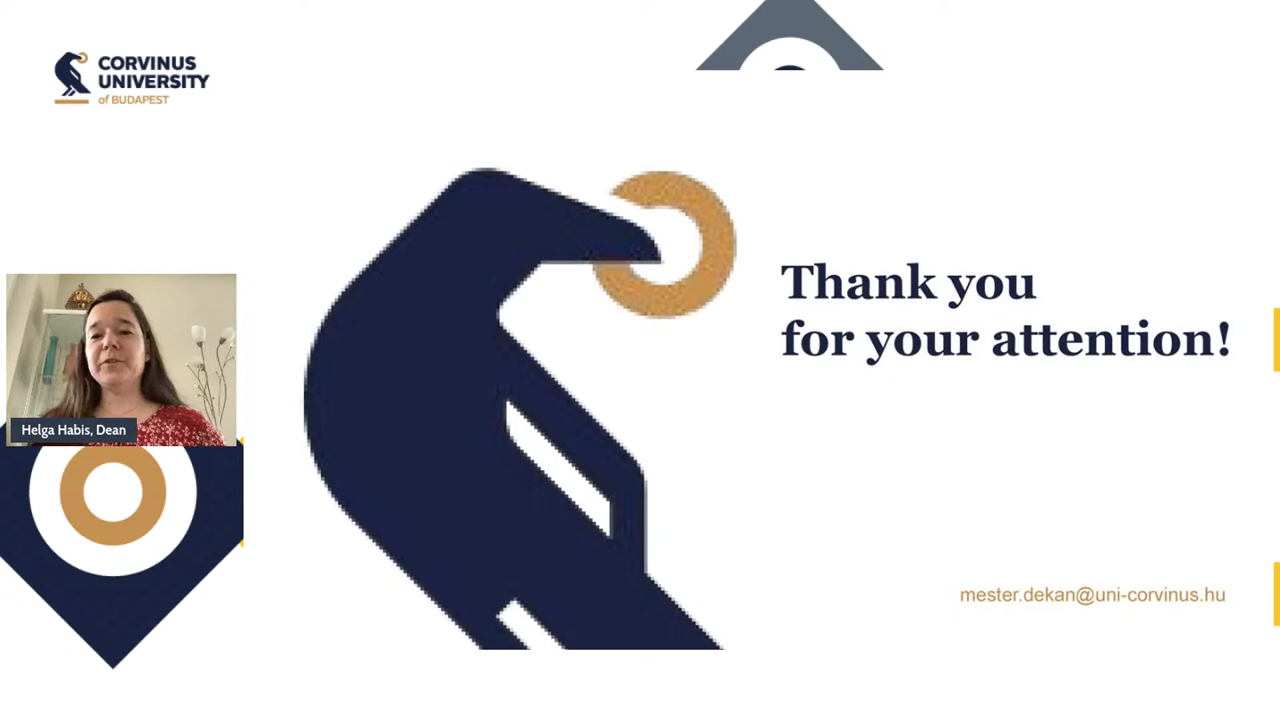 CORVINUS
UNIVERSITY
of BUDAPEST
Thank you
for your attention!
Helga Habis, Dean
mester.dekan@uni-corvinus.hu